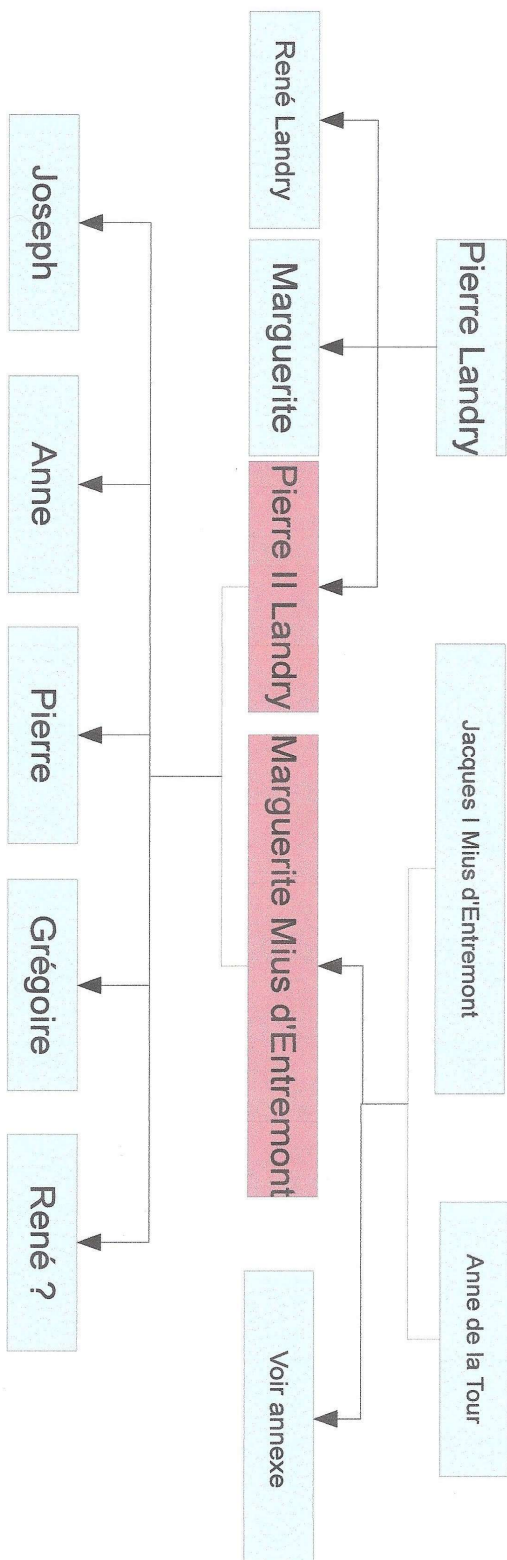 Pierre Landry
Jacques I Mius d'Entremont
Anne de la Tour
René Landry
Marguerite
Pierre II Landry
Marguerite Mius d'Entremont
Voir annexe
Joseph
Anne
Pierre
Grégoire
René ?